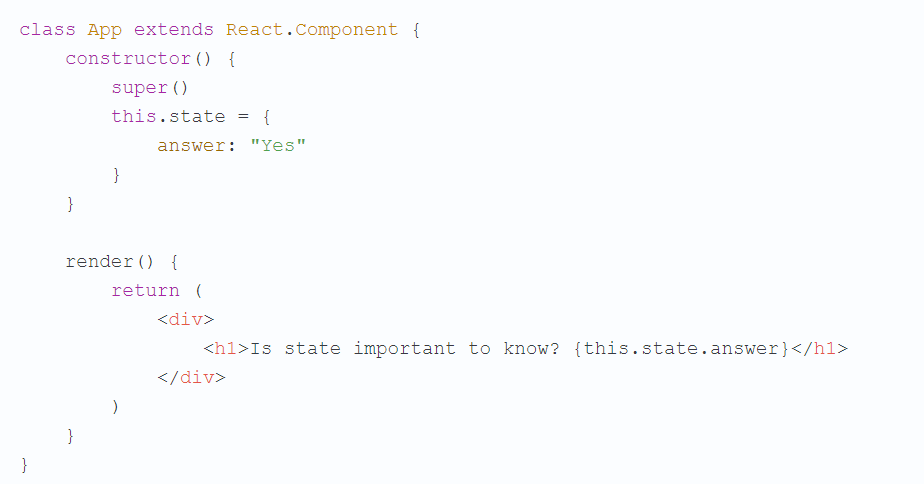 class App extends React.Component {
    constructor() {
        super()
        this.state = {
            answer: "Yes"
        }
    }

    render() {
        return (
            <div>
                <h1>Is state important to know? {this.state.answer}</h1>
            </div>
        )
    }
}